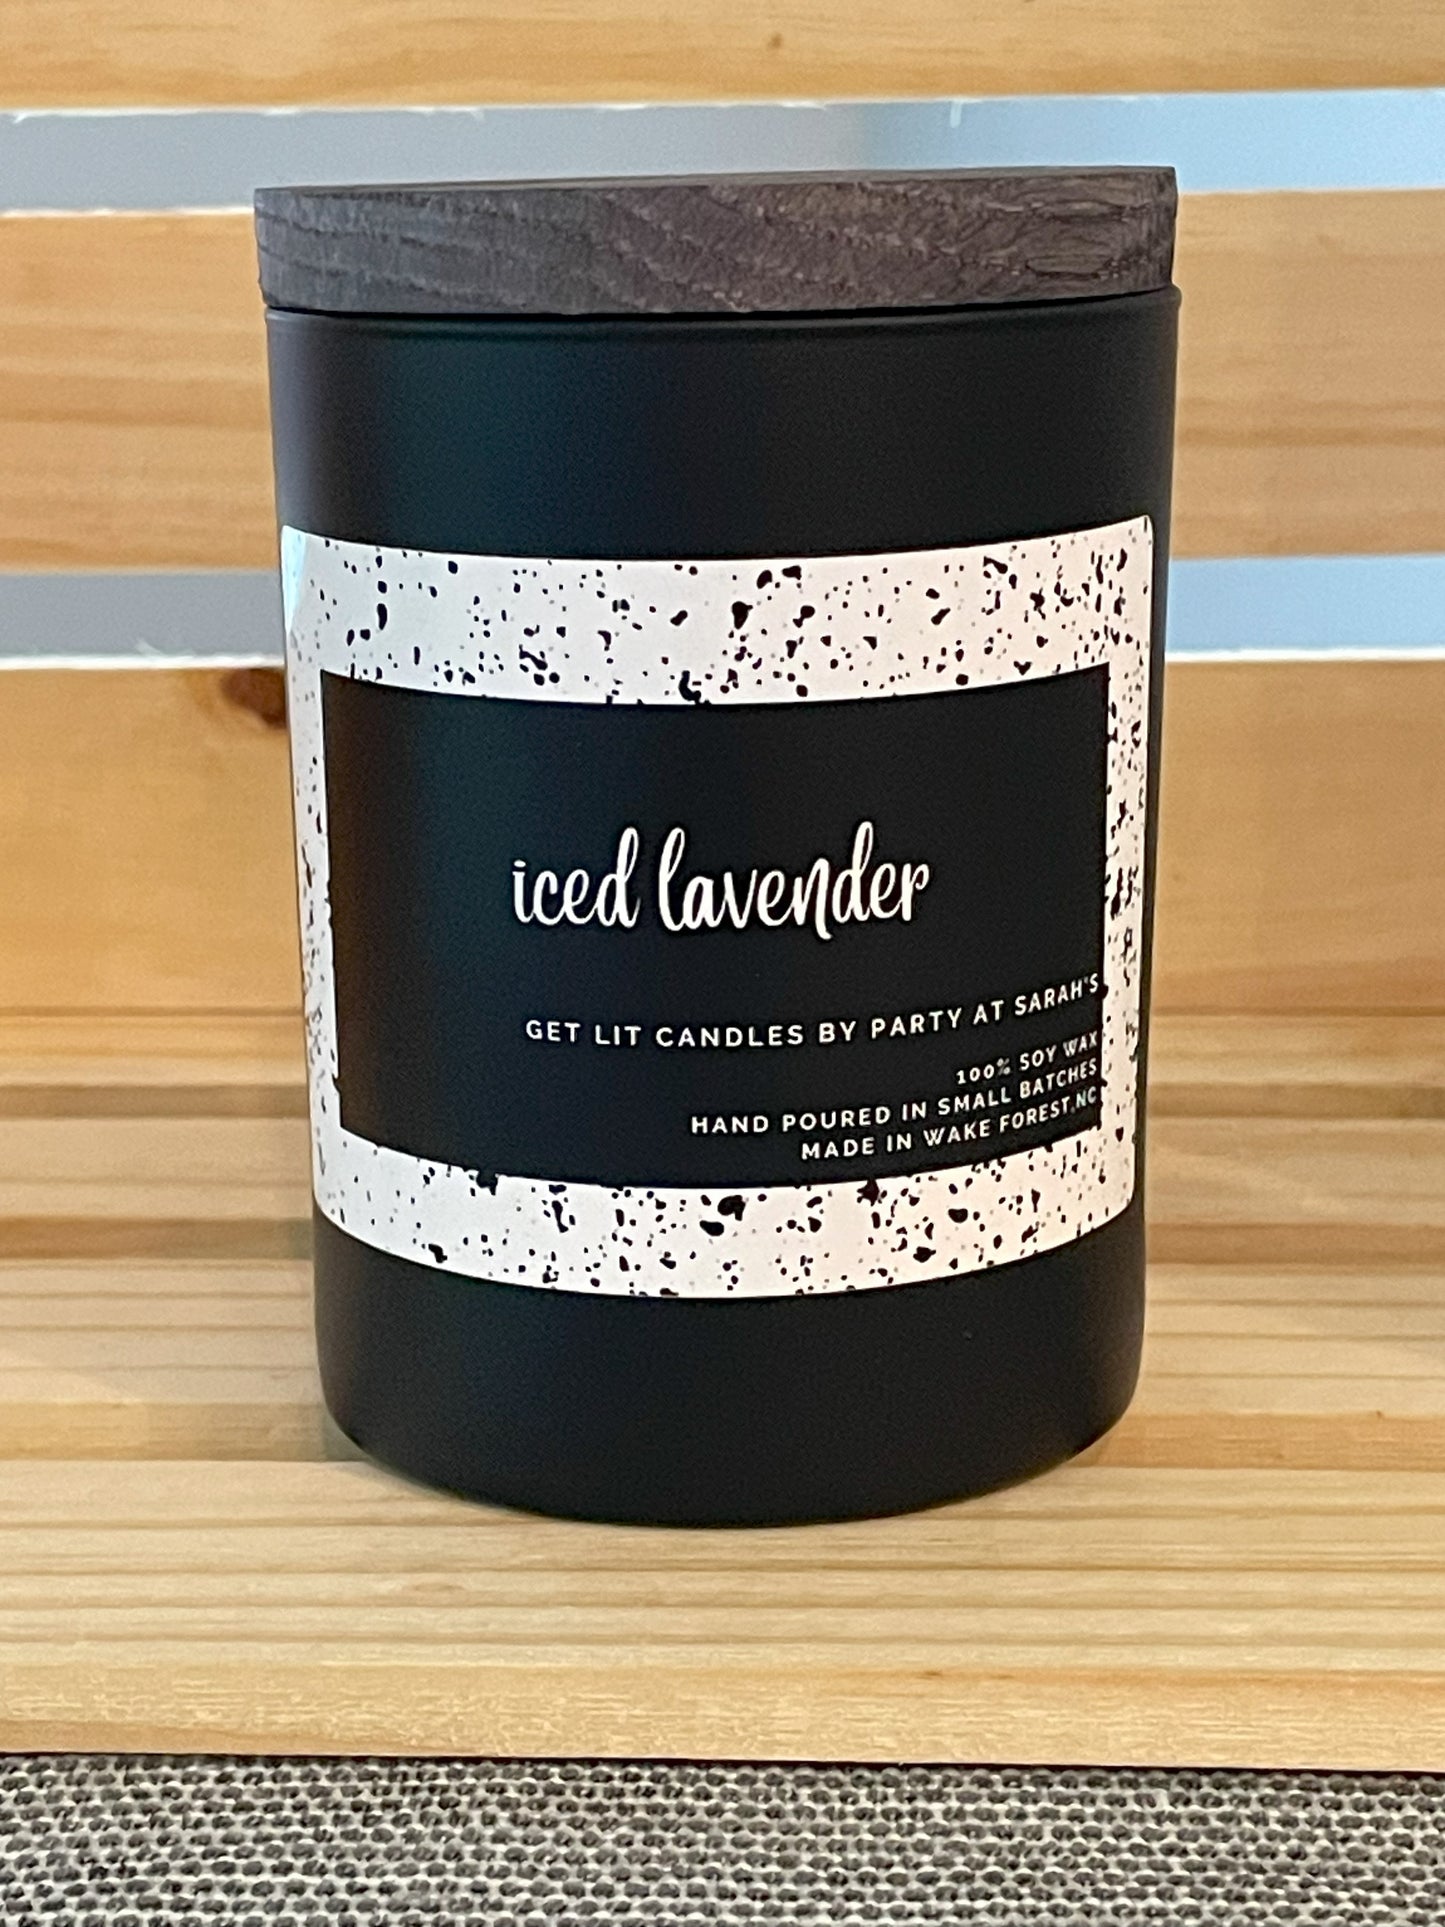 iced lavender
GET LIT CANDLES BY PARTY AT SARAH'S
100% SOY WAX
HAND POURED IN SMALL BATCHES
MADE IN WAKE FOREST,NC